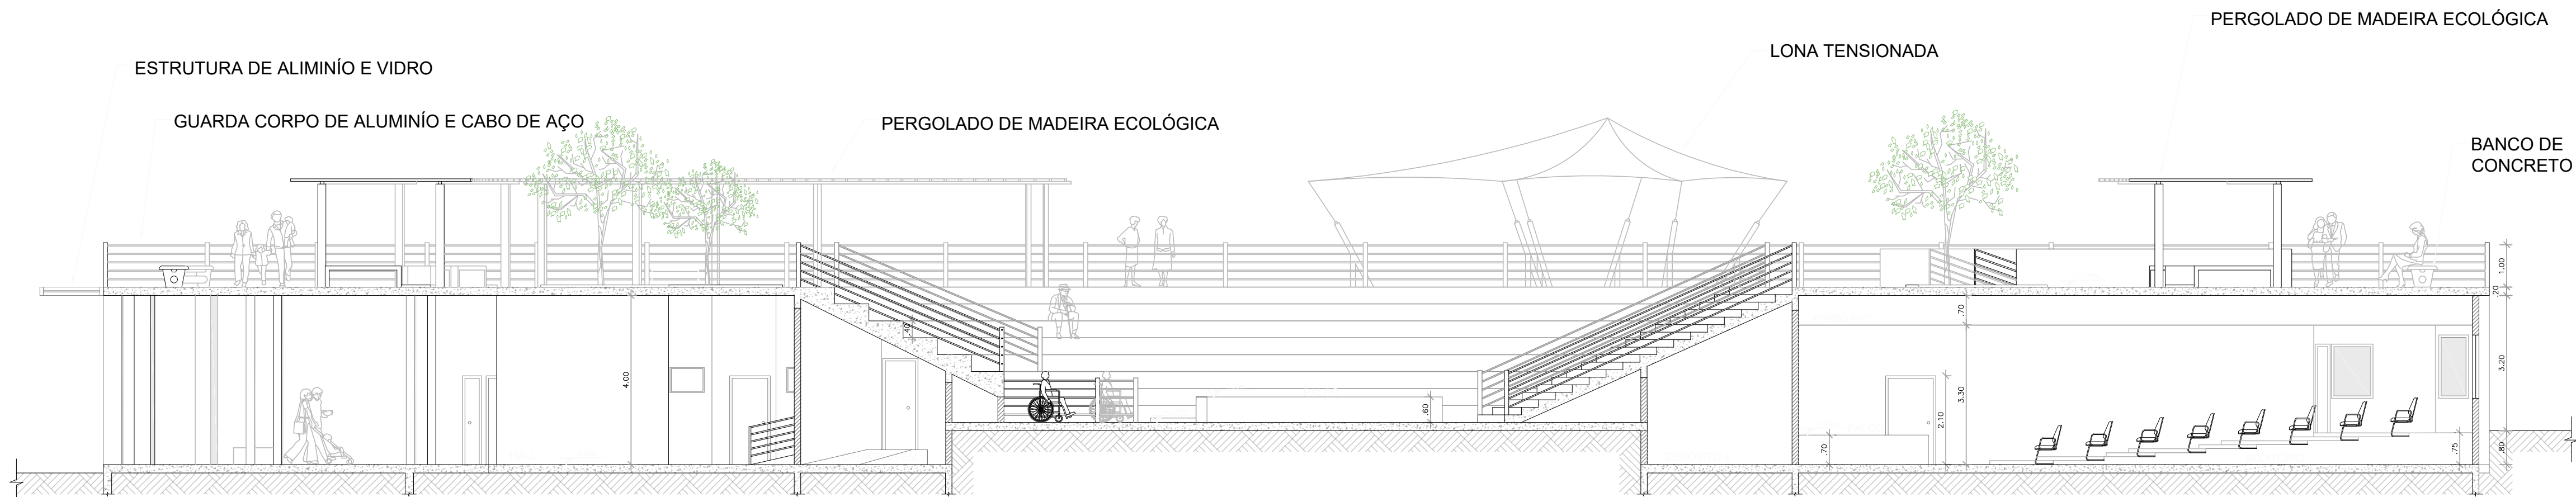 PERGOLADO DE MADEIRA ECOLÓGICA
LONA TENSIONADA
ESTRUTURA DE ALIMINÍO E VIDRO
GUARDA CORPO DE ALUMINÍO E CABO DE AÇO
PERGOLADO DE MADEIRA ECOLÓGICA
BANCO DE
CONCRETO
1.00
.20
.70
.40
3.20
4.00
3.30
.60
2.10
.70
.75
.80